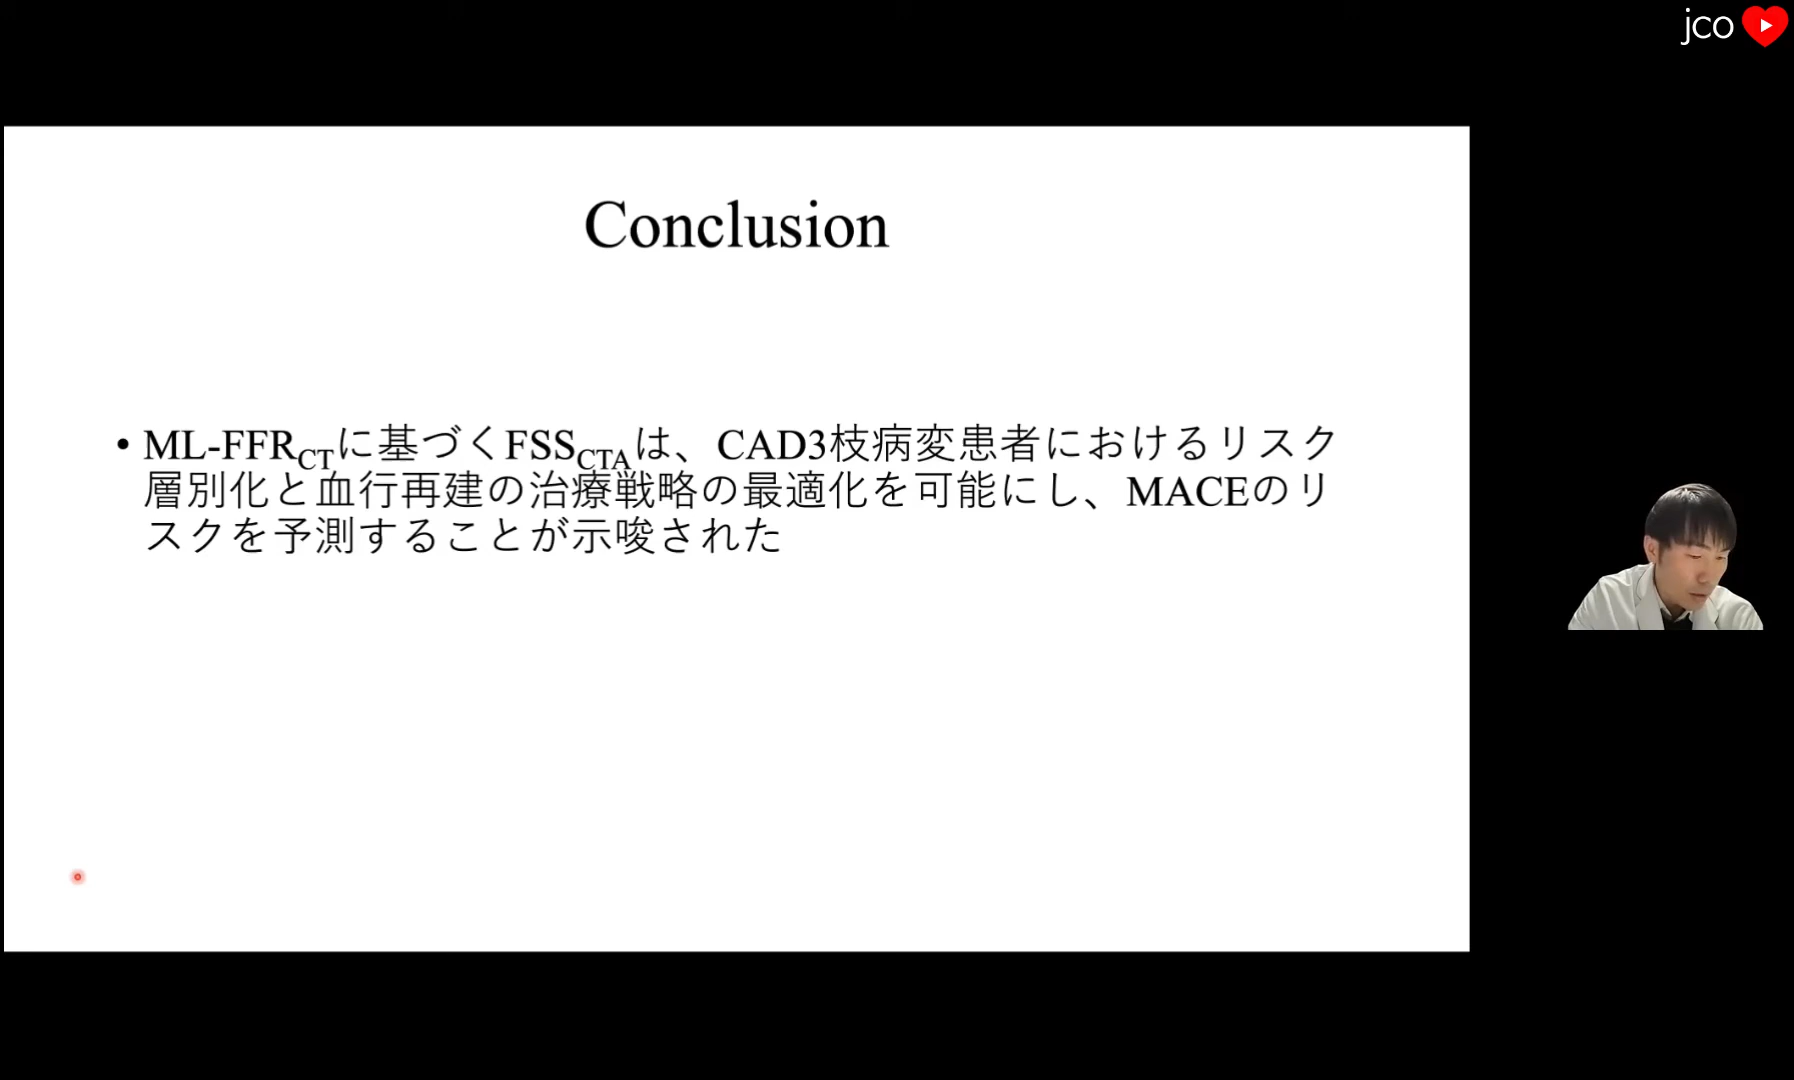 jco
Conclusion
• ML-FFRCTに基づくFSSCTAは、CAD3枝病変患者におけるリスク
層別化と血行再建の治療戦略の最適化を可能にし、MACEのリ
スクを予測することが示唆された